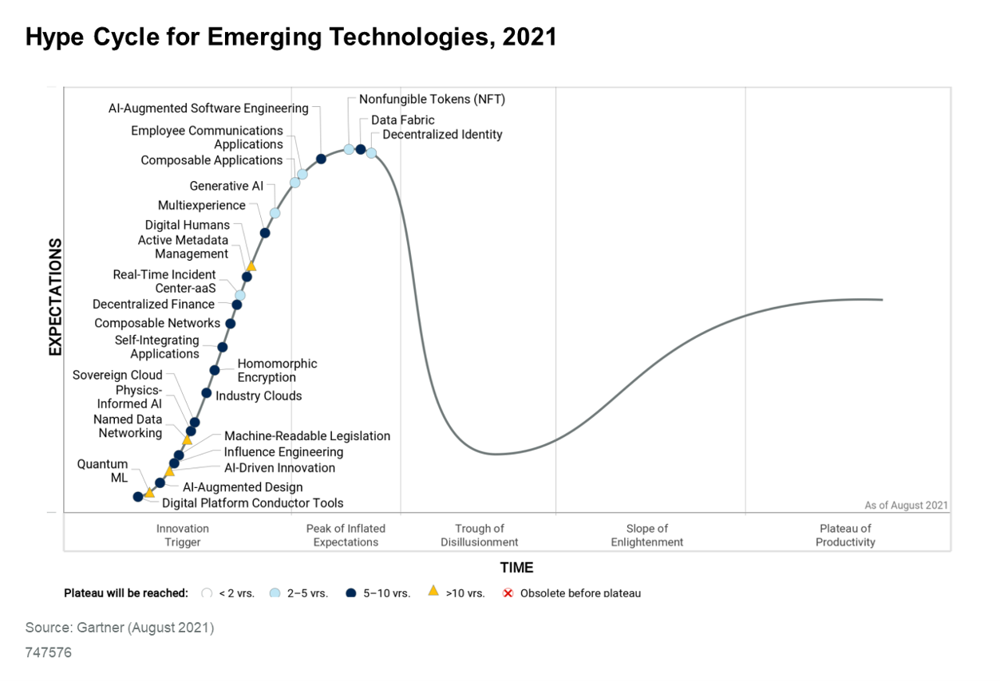 Hype Cycle for Emerging Technologies, 2021
Nonfungible Tokens (NFT)
AI-Augmented Software Engineering
Data Fabric
Employee Communications
Applications
Decentralized Identity
Composable Applications
Generative AI
Multiexperience
Digital Humans
Active Metadata
Management
Real-Time Incident
Center-aaS
Decentralized Finance
Composable Networks
Self-Integrating
Applications
Homomorphic
Encryption
Sovereign Cloud
Industry Clouds
Physics-
Informed AI
Named Data
Networking
Machine-Readable Legislation
Influence Engineering
Quantum
ML
AI-Driven Innovation
AI-Augmented Design
Digital Platform Conductor Tools
EXPECTATIONS
As of August 2021
Innovation
Trigger
Peak of Inflated
Expectations
Trough of
Disillusionment
Slope of
Enlightenment
Plateau of
Productivity
TIME
Plateau will be reached: < 2 yrs. 2–5 yrs. 5–10 yrs. >10 yrs. Obsolete before plateau
Source: Gartner (August 2021)
747576